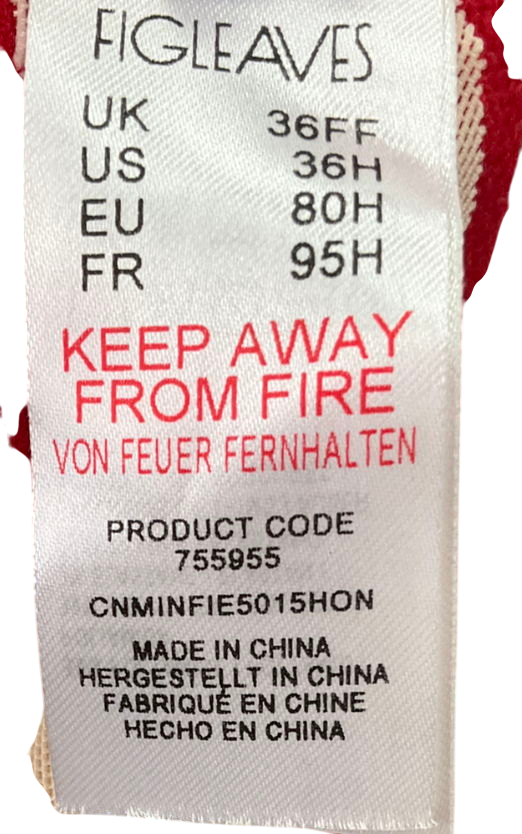 FIGLEAVES
UK 36FF
US 36H
EU 80H
FR 95H
KEEP AWAY
FROM FIRE
VON FEUER FERNHALTEN
PRODUCT CODE
755955
CNMINFIE5015HON
MADE IN CHINA
HERGESTELLT IN CHINA
FABRIQUÉ EN CHINE
HECHO EN CHINA